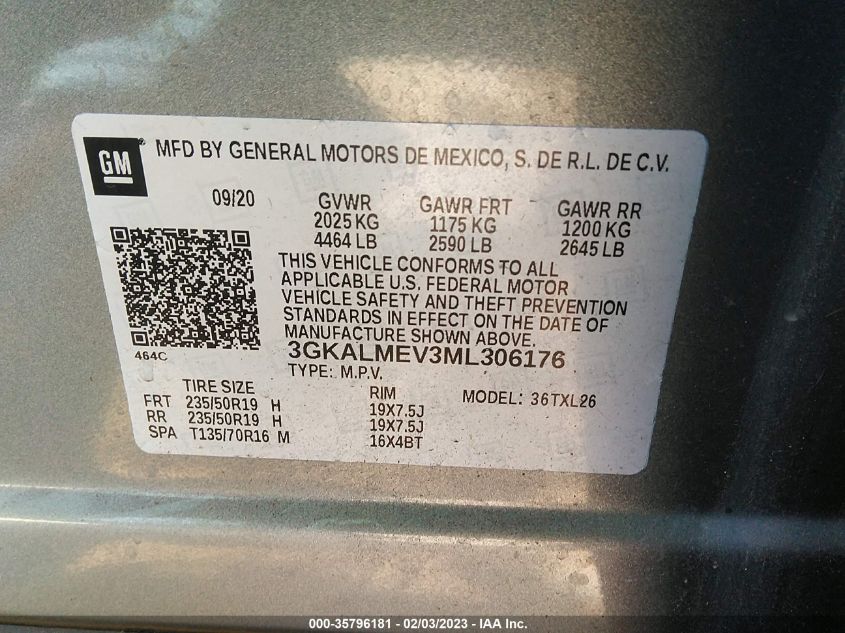 GM MFD BY GENERAL MOTORS DE MEXICO, S. DE R.L. DE C.V.
09/20 GVWR GAWR FRT GAWR RR
2025 KG 1175 KG 1200 KG
4464 LB 2590 LB 2645 LB
THIS VEHICLE CONFORMS TO ALL
APPLICABLE U.S. FEDERAL MOTOR
VEHICLE SAFETY AND THEFT PREVENTION
STANDARDS IN EFFECT ON THE DATE OF
MANUFACTURE SHOWN ABOVE.
464C 3GKALMEV3ML306176
TYPE: M.P.V.
TIRE SIZE RIM MODEL: 36TXL26
FRT 235/50R19 H 19X7.5J
RR 235/50R19 H 19X7.5J
SPA T135/70R16 M 16X4BT
000-35796181 - 02/03/2023 - IAA Inc.